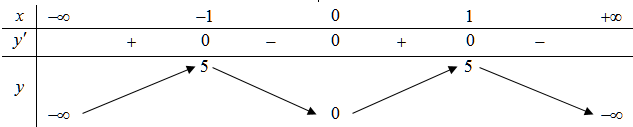 x −∞ −1 0 1 +∞
y′ + 0 − 0 + 0 −
5 5
y
−∞ 0 −∞